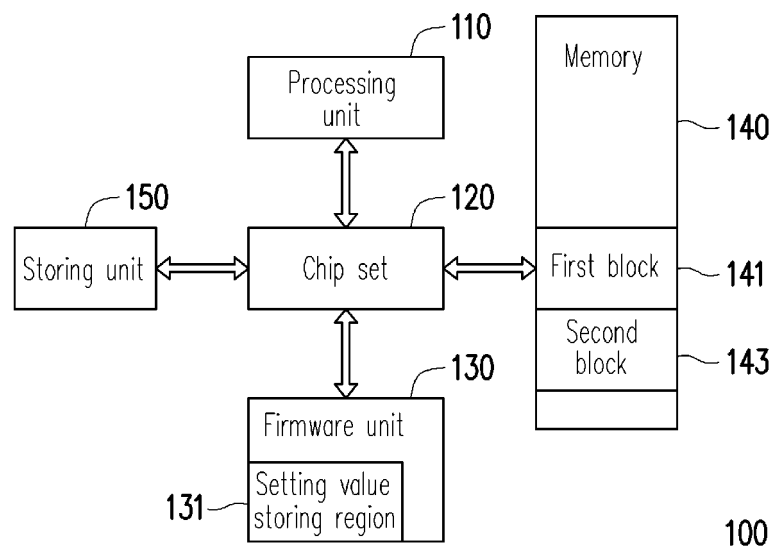 110
Processing
unit
Memory
140
150
120
Storing unit
Chip set
First block
141
Second
block
143
130
Firmware unit
131
Setting value
storing region
100